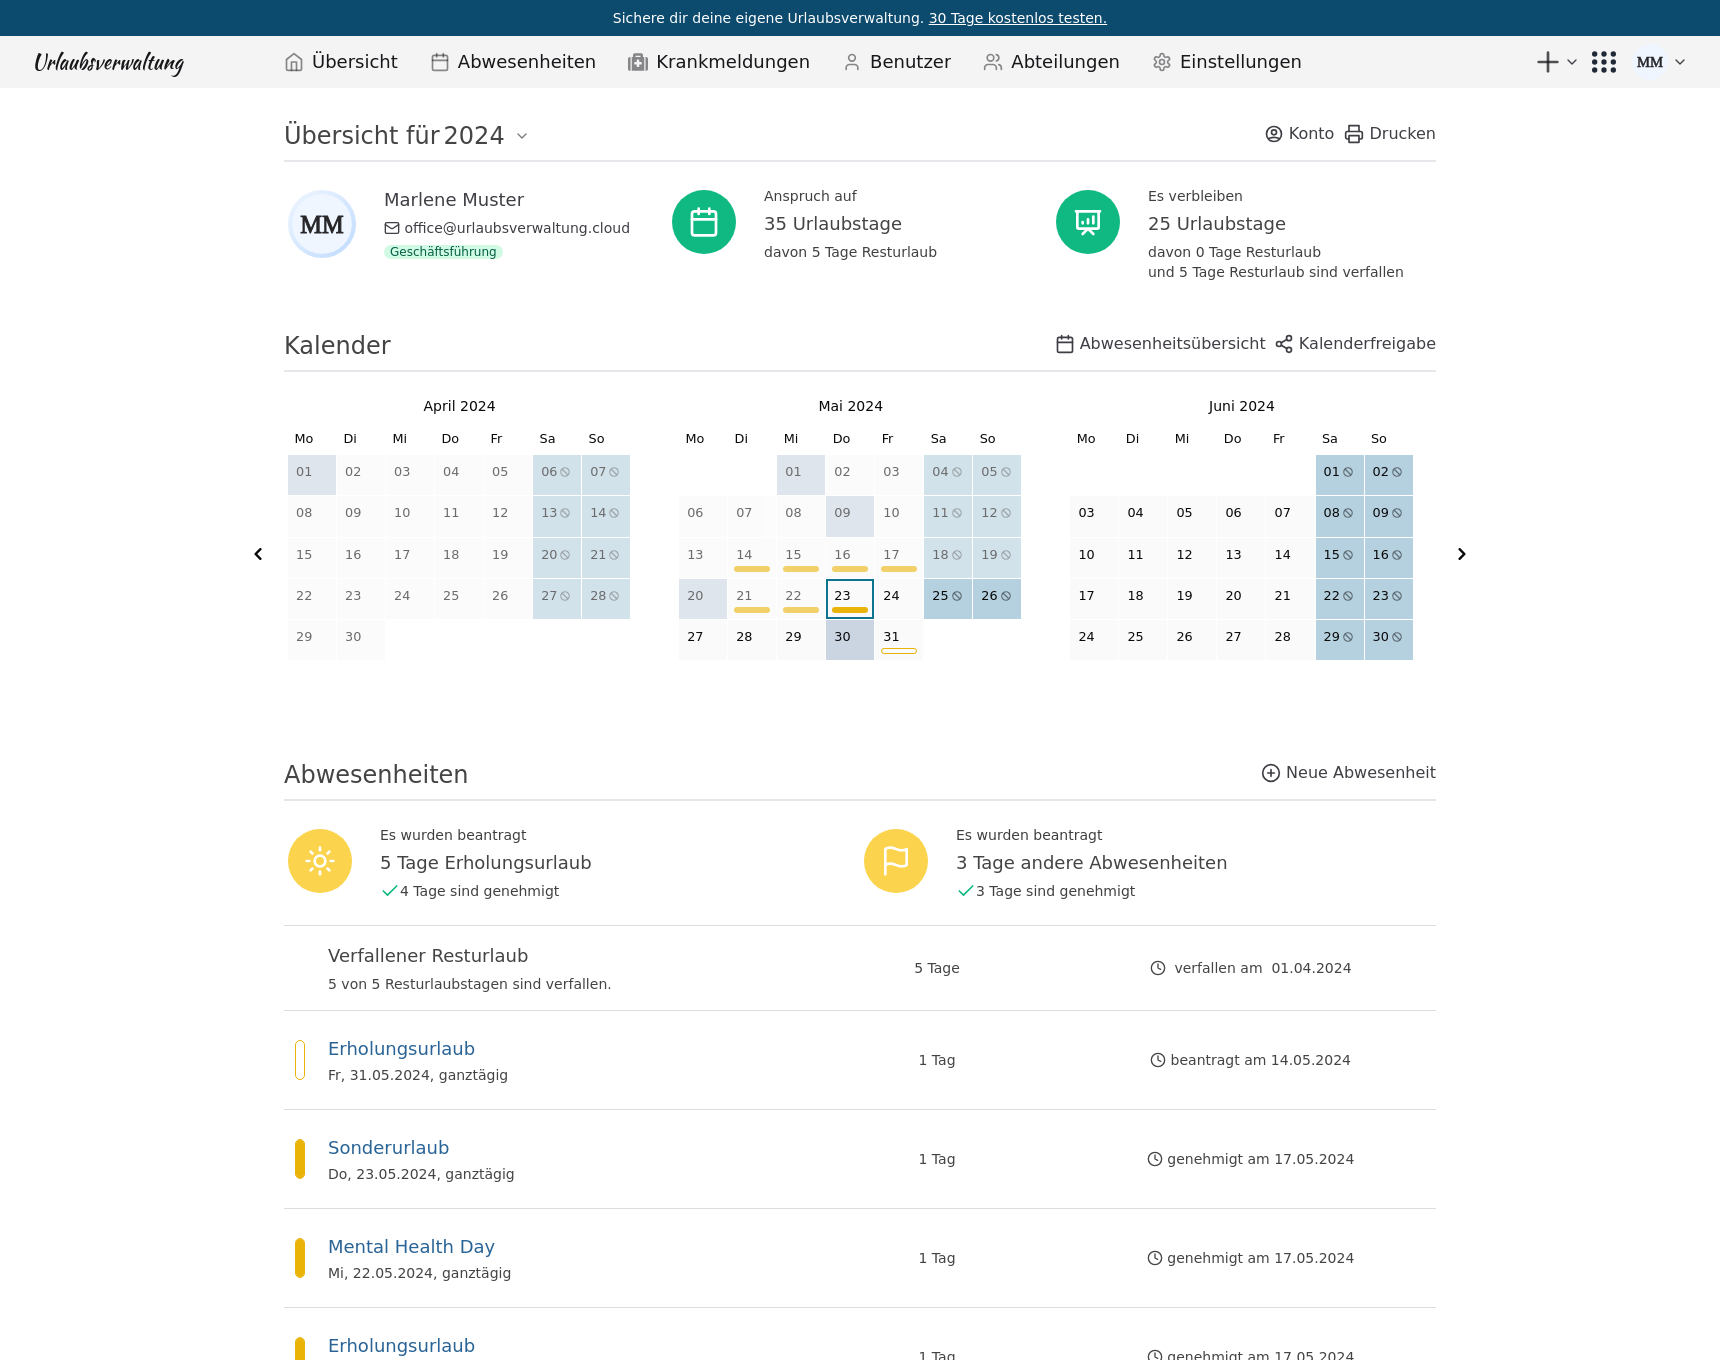 Sichere dir deine eigene Urlaubsverwaltung. 30 Tage kostenlos testen.
Urlaubsverwaltung Übersicht Abwesenheiten Krankmeldungen Benutzer Abteilungen Einstellungen MM
Übersicht für 2024 Konto Drucken
MM
Marlene Muster
office@urlaubsverwaltung.cloud
Geschäftsführung
Anspruch auf
35 Urlaubstage
davon 5 Tage Resturlaub
Es verbleiben
25 Urlaubstage
davon 0 Tage Resturlaub
und 5 Tage Resturlaub sind verfallen
Kalender Abwesenheitsübersicht Kalenderfreigabe
April 2024
Mo Di Mi Do Fr Sa So
01 02 03 04 05 06 07
08 09 10 11 12 13 14
15 16 17 18 19 20 21
22 23 24 25 26 27 28
29 30
Mai 2024
Mo Di Mi Do Fr Sa So
01 02 03 04 05
06 07 08 09 10 11 12
13 14 15 16 17 18 19
20 21 22 23 24 25 26
27 28 29 30 31
Juni 2024
Mo Di Mi Do Fr Sa So
01 02
03 04 05 06 07 08 09
10 11 12 13 14 15 16
17 18 19 20 21 22 23
24 25 26 27 28 29 30
Abwesenheiten Neue Abwesenheit
Es wurden beantragt
5 Tage Erholungsurlaub
4 Tage sind genehmigt
Es wurden beantragt
3 Tage andere Abwesenheiten
3 Tage sind genehmigt
Verfallener Resturlaub
5 von 5 Resturlaubstagen sind verfallen.
5 Tage
verfallen am 01.04.2024
Erholungsurlaub
Fr, 31.05.2024, ganztägig
1 Tag
beantragt am 14.05.2024
Sonderurlaub
Do, 23.05.2024, ganztägig
1 Tag
genehmigt am 17.05.2024
Mental Health Day
Mi, 22.05.2024, ganztägig
1 Tag
genehmigt am 17.05.2024
Erholungsurlaub
1 Tag
genehmigt am 17.05.2024